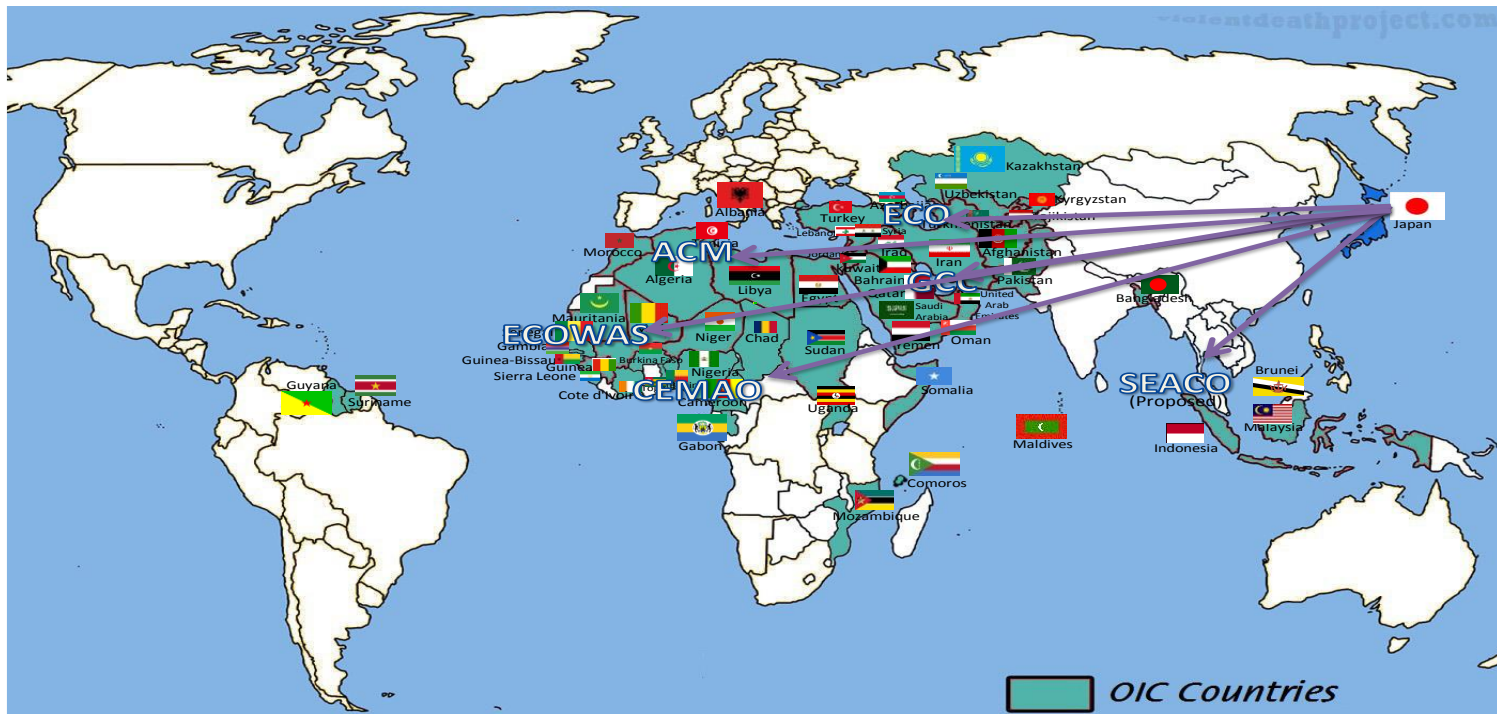 violentdeathproject.com
Kazakhstan
Uzbekistan
Kyrgyzstan
Albania
Turkey
ECO
Japan
Lebano
Syria
Morocco
ACM
Iraq
Iran
Afghanistan
Jordan
Kuwait
Algeria
Libya
Bahrain
GCC
Pakistan
Egypt
Qatar
Saudi
Arabia
United
Arab
Emirates
Bangladesh
Mauritania
ECOWAS
Niger
Chad
Sudan
Yemen
Oman
Gambia
Guinea-Bissau
Guinea
Burkina Faso
Nigeria
Sierra Leone
Cote d'Ivoir
CEMAO
Cameroon
Uganda
Somalia
Guyana
Suriname
SEACO
(Proposed)
Brunei
Malaysia
Gabon
Maldives
Indonesia
Comoros
Mozambique
OIC Countries